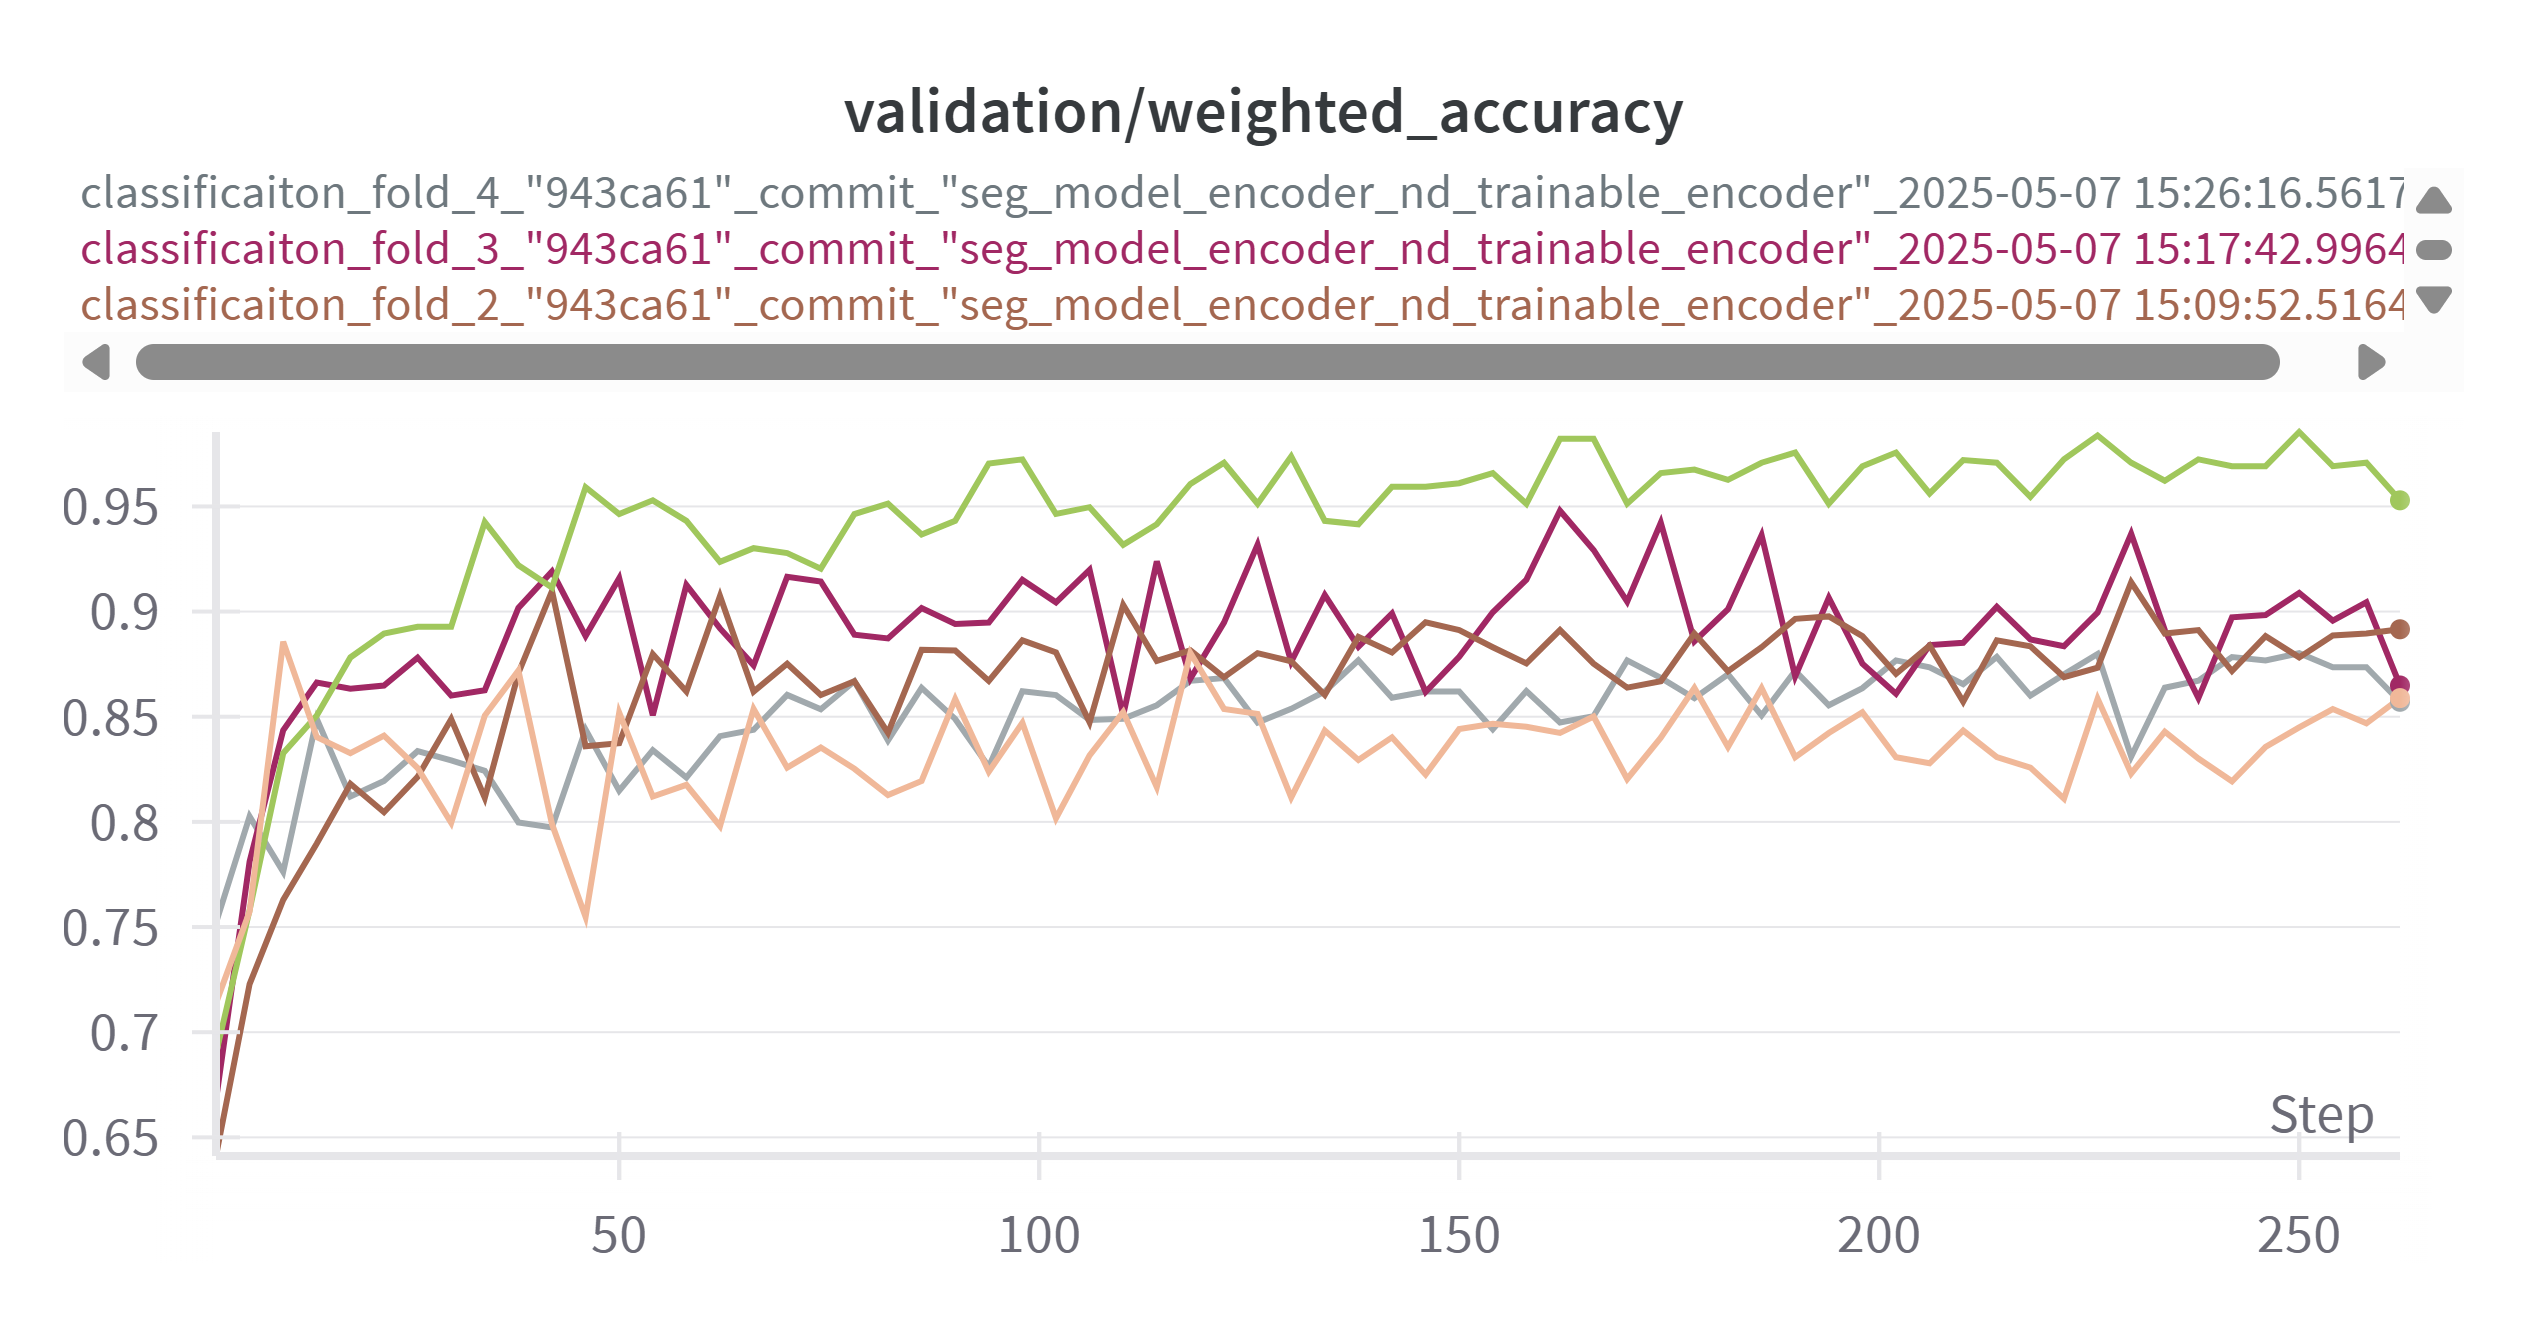 validation/weighted_accuracy
classificaiton_fold_4_"943ca61"_commit_"seg_model_encoder_nd_trainable_encoder"_2025-05-07 15:26:16.5617
classificaiton_fold_3_"943ca61"_commit_"seg_model_encoder_nd_trainable_encoder"_2025-05-07 15:17:42.9964
classificaiton_fold_2_"943ca61"_commit_"seg_model_encoder_nd_trainable_encoder"_2025-05-07 15:09:52.5164
0.95
0.9
0.85
0.8
0.75
0.7
0.65
Step
50 100 150 200 250